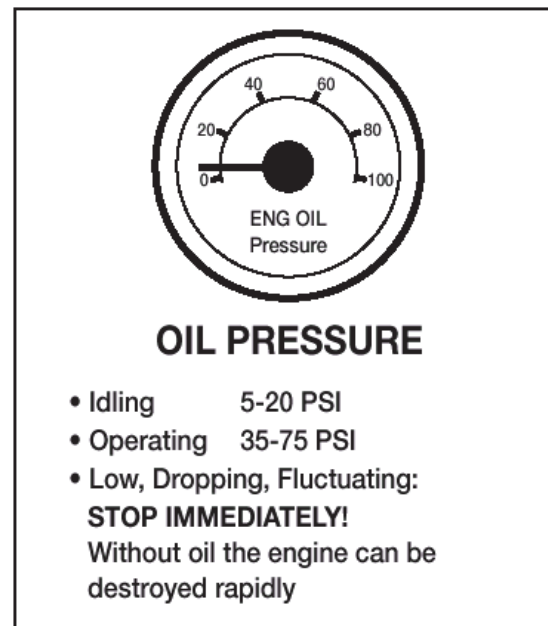 40 60
20 80
0 100
ENG OIL
Pressure
OIL PRESSURE
• Idling 5-20 PSI
• Operating 35-75 PSI
• Low, Dropping, Fluctuating:
STOP IMMEDIATELY!
Without oil the engine can be
destroyed rapidly